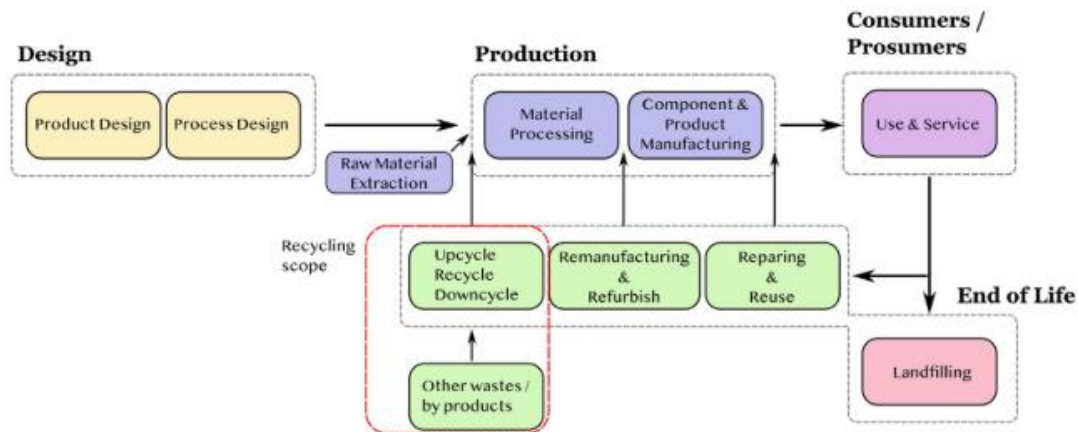 Design
Production
Consumers /
Prosumers
Product Design
Process Design
Material
Processing
Component &
Product
Manufacturing
Use & Service
Raw Material
Extraction
Recycling
scope
Upcycle
Recycle
Downcycle
Remanufacturing
&
Refurbish
Reparing
&
Reuse
End of Life
Other wastes /
by products
Landfilling